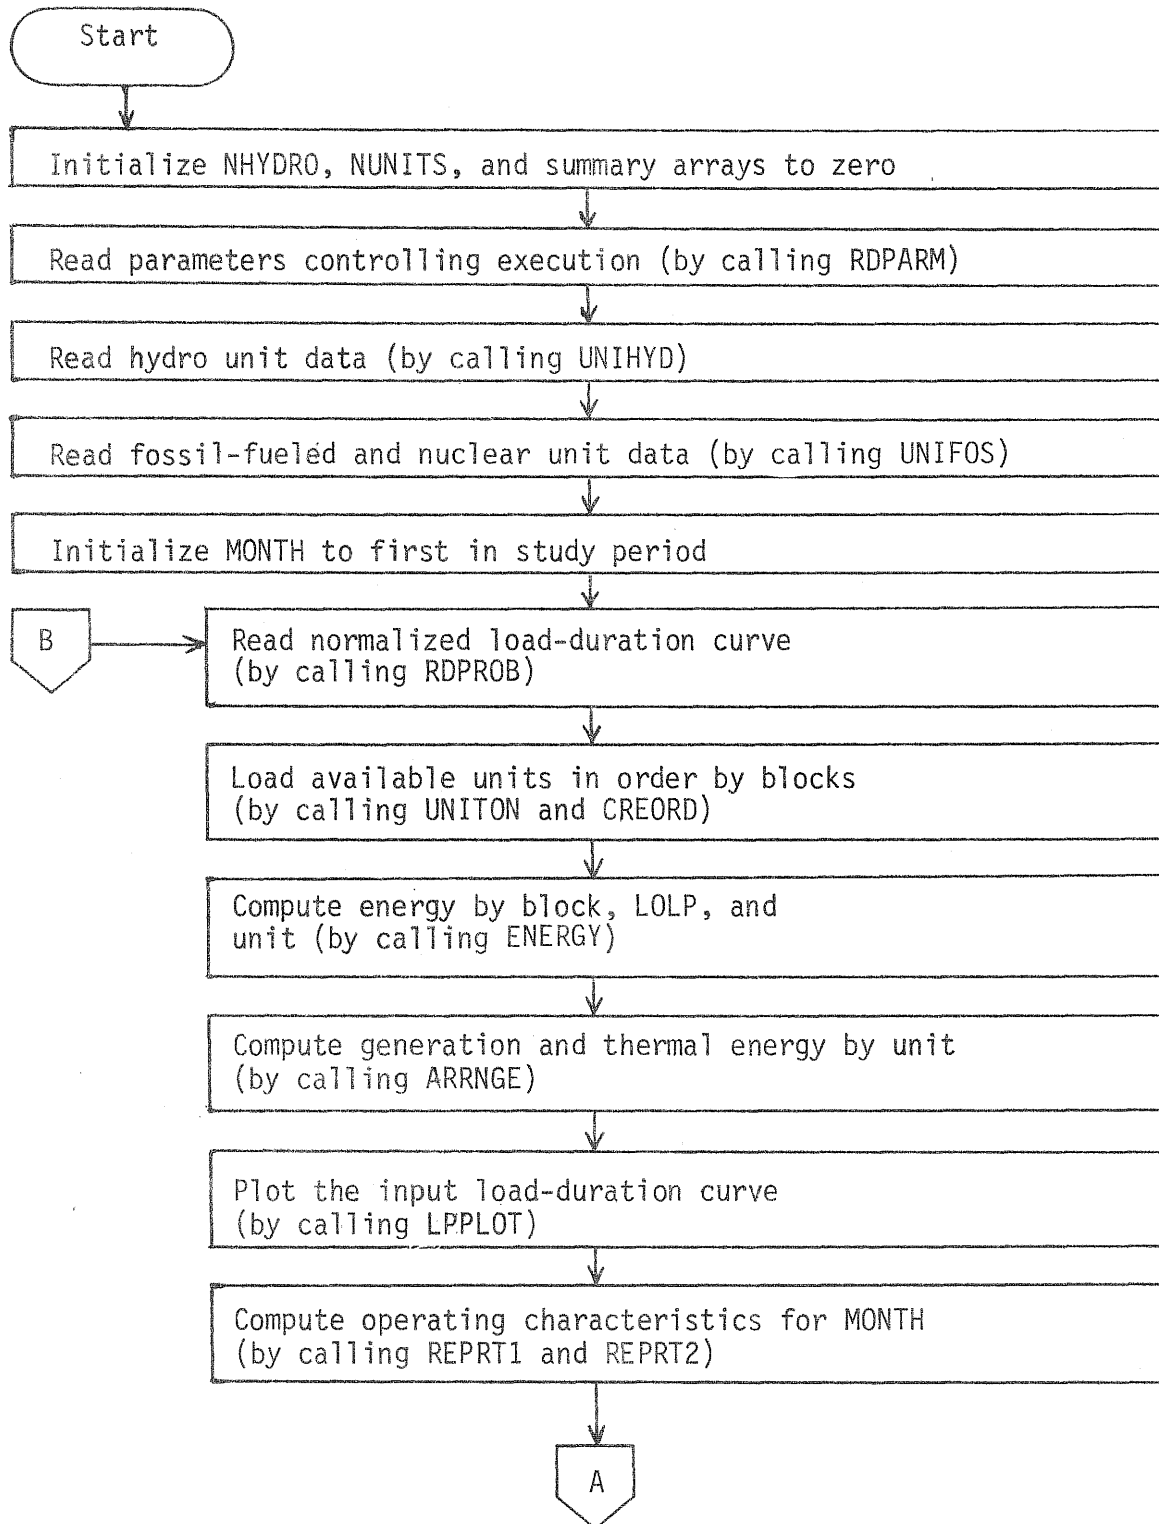 Start
Initialize NHYDRO, NUNITS, and summary arrays to zero
Read parameters controlling execution (by calling RDPARM)
Read hydro unit data (by calling UNIHYD)
Read fossil-fueled and nuclear unit data (by calling UNIFOS)
Initialize MONTH to first in study period
B
Read normalized load-duration curve
(by calling RDPROB)
Load available units in order by blocks
(by calling UNITON and CREORD)
Compute energy by block, LOLP, and
unit (by calling ENERGY)
Compute generation and thermal energy by unit
(by calling ARRNGE)
Plot the input load-duration curve
(by calling LPPLOT)
Compute operating characteristics for MONTH
(by calling REPRT1 and REPRT2)
A